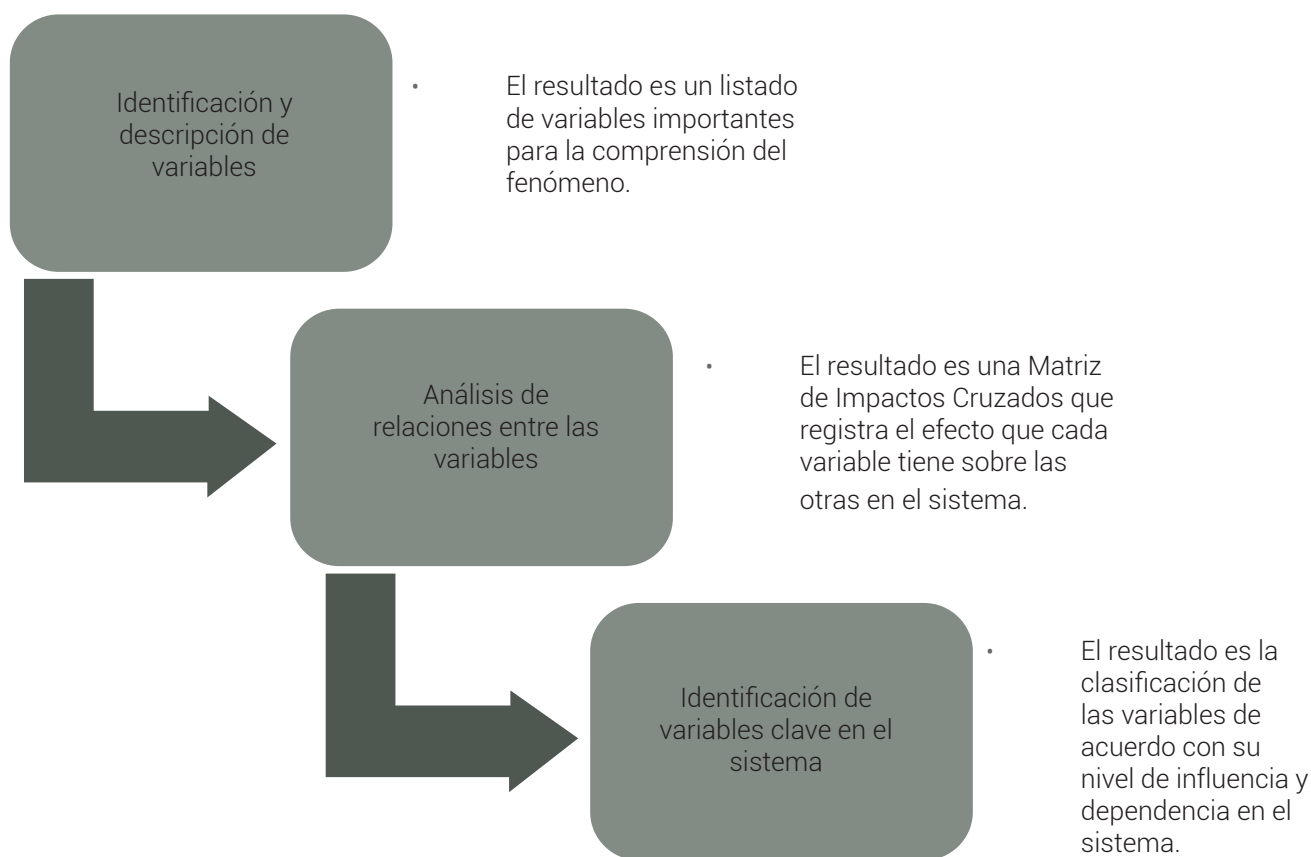 Identificación y
descripción de
variables
• El resultado es un listado
de variables importantes
para la comprensión del
fenómeno.
Análisis de
relaciones entre las
variables
• El resultado es una Matriz
de Impactos Cruzados que
registra el efecto que cada
variable tiene sobre las
otras en el sistema.
Identificación de
variables clave en el
sistema
• El resultado es la
clasificación de
las variables de
acuerdo con su
nivel de influencia y
dependencia en el
sistema.